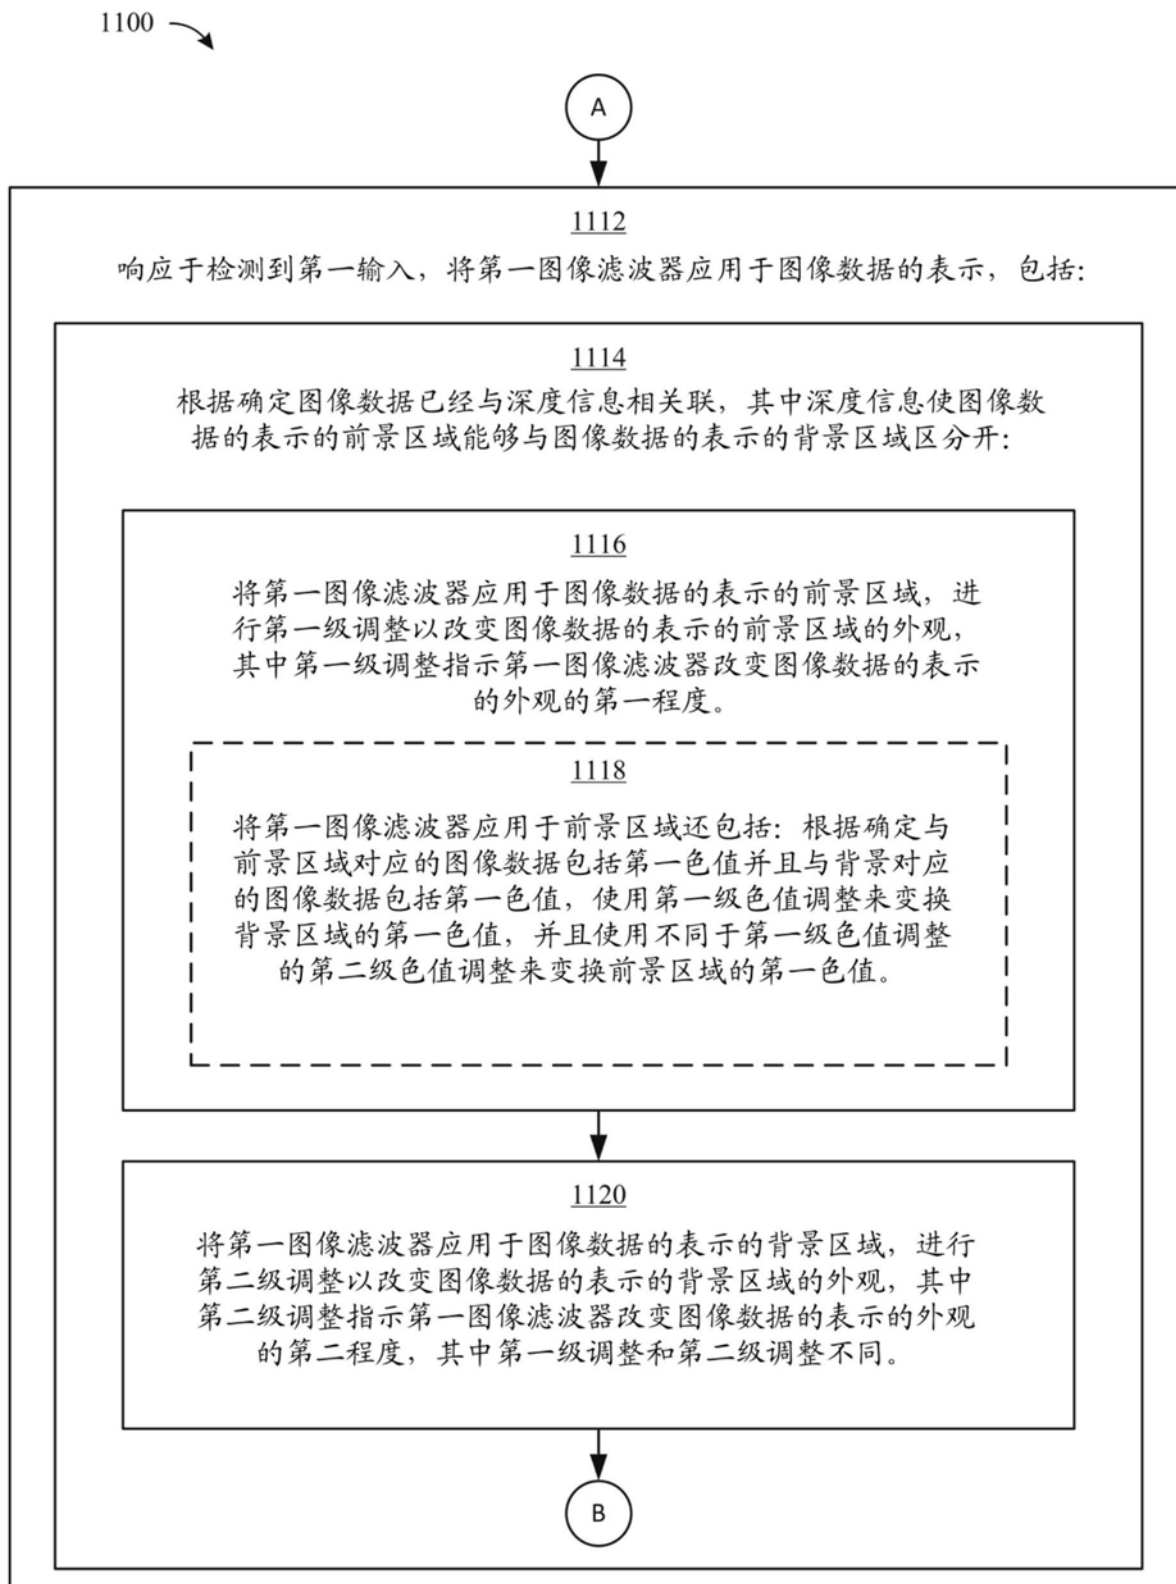 1100
A
1112
响应于检测到第一输入，将第一图像滤波器应用于图像数据的表示，包括：
1114
根据确定图像数据已经与深度信息相关联，其中深度信息使图像数
据的表示的前景区域能够与图像数据的表示的背景区域区分开：
1116
将第一图像滤波器应用于图像数据的表示的前景区域，进
行第一级调整以改变图像数据的表示的前景区域的外观，
其中第一级调整指示第一图像滤波器改变图像数据的表示
的外观的第一程度。
1118
将第一图像滤波器应用于前景区域还包括：根据确定与
前景区域对应的图像数据包括第一色值并且与背景对应
的图像数据包括第一色值，使用第一级色值调整来变换
背景区域的第一色值，并且使用不同于第一级色值调整
的第二级色值调整来变换前景区域的第一色值。
1120
将第一图像滤波器应用于图像数据的表示的背景区域，进行
第二级调整以改变图像数据的表示的背景区域的外观，其中
第二级调整指示第一图像滤波器改变图像数据的表示的外观
的第二程度，其中第一级调整和第二级调整不同。
B